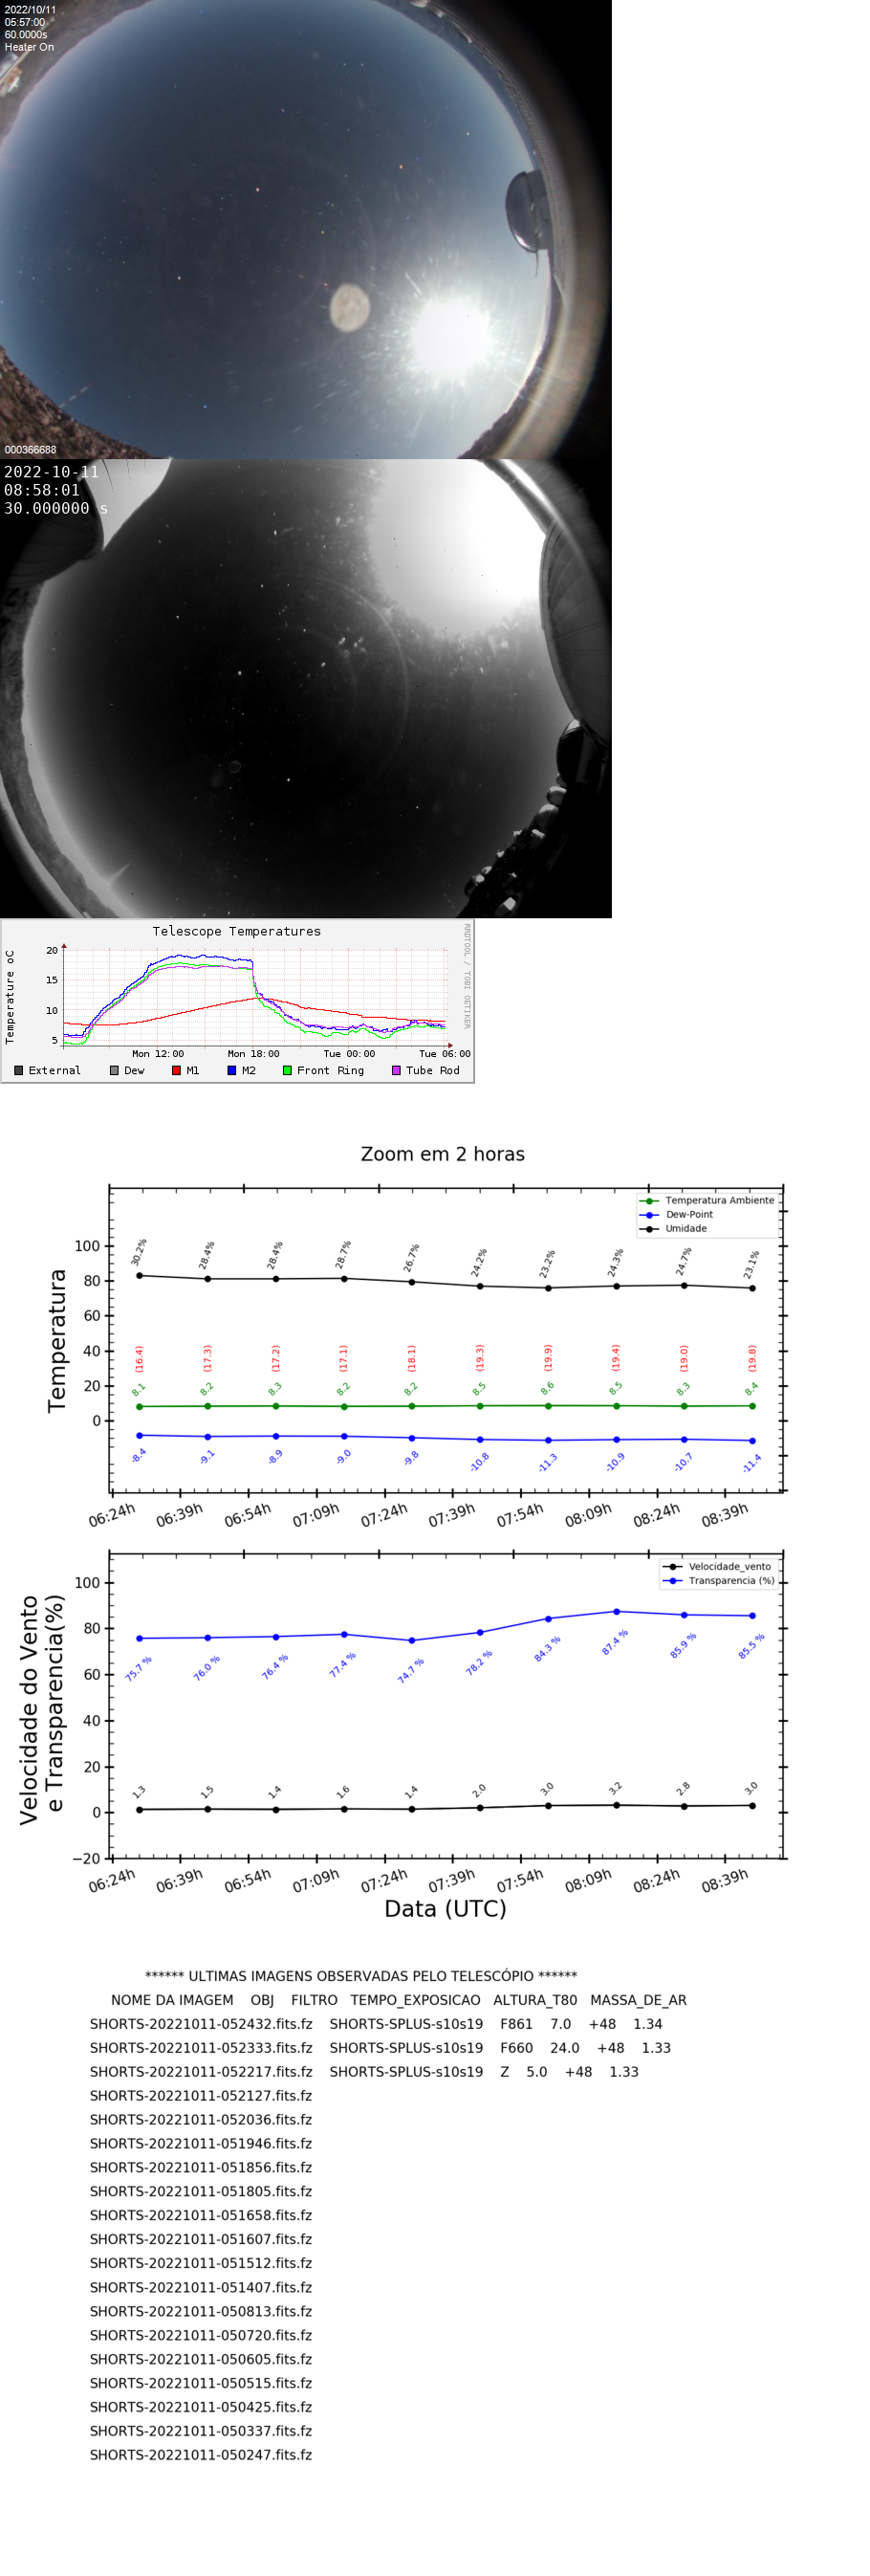 2022/10/11
05:57:00
60.0000s
Heater On
000366688
2022-10-11
08:58:01
30.000000 s
Telescope Temperatures
RRDTOOL / TOBI OETIKER
Temperature oC
20
15
10
5
Mon 12:00 Mon 18:00 Tue 00:00 Tue 06:00
External Dew M1 M2 Front Ring Tube Rod
Zoom em 2 horas
Temperatura Ambiente
Dew-Point
Umidade
Temperatura
100
80
60
40
20
0
30.2% 28.4% 28.4% 28.7% 26.7% 24.2% 23.2% 24.3% 24.7% 23.1%
(16.4) (17.3) (17.2) (17.1) (18.1) (19.3) (19.9) (19.4) (19.0) (19.8)
8.1 8.2 8.3 8.2 8.2 8.5 8.6 8.5 8.3 8.4
-8.4 -9.1 -8.9 -9.0 -9.8 -10.8 -11.3 -10.9 -10.7 -11.4
06:24h 06:39h 06:54h 07:09h 07:24h 07:39h 07:54h 08:09h 08:24h 08:39h
Velocidade_vento
Transparencia (%)
Velocidade do Vento
e Transparencia(%)
100
80
60
40
20
0
−20
75.7 % 76.0 % 76.4 % 77.4 % 74.7 % 78.2 % 84.3 % 87.4 % 85.9 % 85.5 %
1.3 1.5 1.4 1.6 1.4 2.0 3.0 3.2 2.8 3.0
06:24h 06:39h 06:54h 07:09h 07:24h 07:39h 07:54h 08:09h 08:24h 08:39h
Data (UTC)
****** ULTIMAS IMAGENS OBSERVADAS PELO TELESCÓPIO ******
NOME DA IMAGEM OBJ FILTRO TEMPO_EXPOSICAO ALTURA_T80 MASSA_DE_AR
SHORTS-20221011-052432.fits.fz SHORTS-SPLUS-s10s19 F861 7.0 +48 1.34
SHORTS-20221011-052333.fits.fz SHORTS-SPLUS-s10s19 F660 24.0 +48 1.33
SHORTS-20221011-052217.fits.fz SHORTS-SPLUS-s10s19 Z 5.0 +48 1.33
SHORTS-20221011-052127.fits.fz
SHORTS-20221011-052036.fits.fz
SHORTS-20221011-051946.fits.fz
SHORTS-20221011-051856.fits.fz
SHORTS-20221011-051805.fits.fz
SHORTS-20221011-051658.fits.fz
SHORTS-20221011-051607.fits.fz
SHORTS-20221011-051512.fits.fz
SHORTS-20221011-051407.fits.fz
SHORTS-20221011-050813.fits.fz
SHORTS-20221011-050720.fits.fz
SHORTS-20221011-050605.fits.fz
SHORTS-20221011-050515.fits.fz
SHORTS-20221011-050425.fits.fz
SHORTS-20221011-050337.fits.fz
SHORTS-20221011-050247.fits.fz